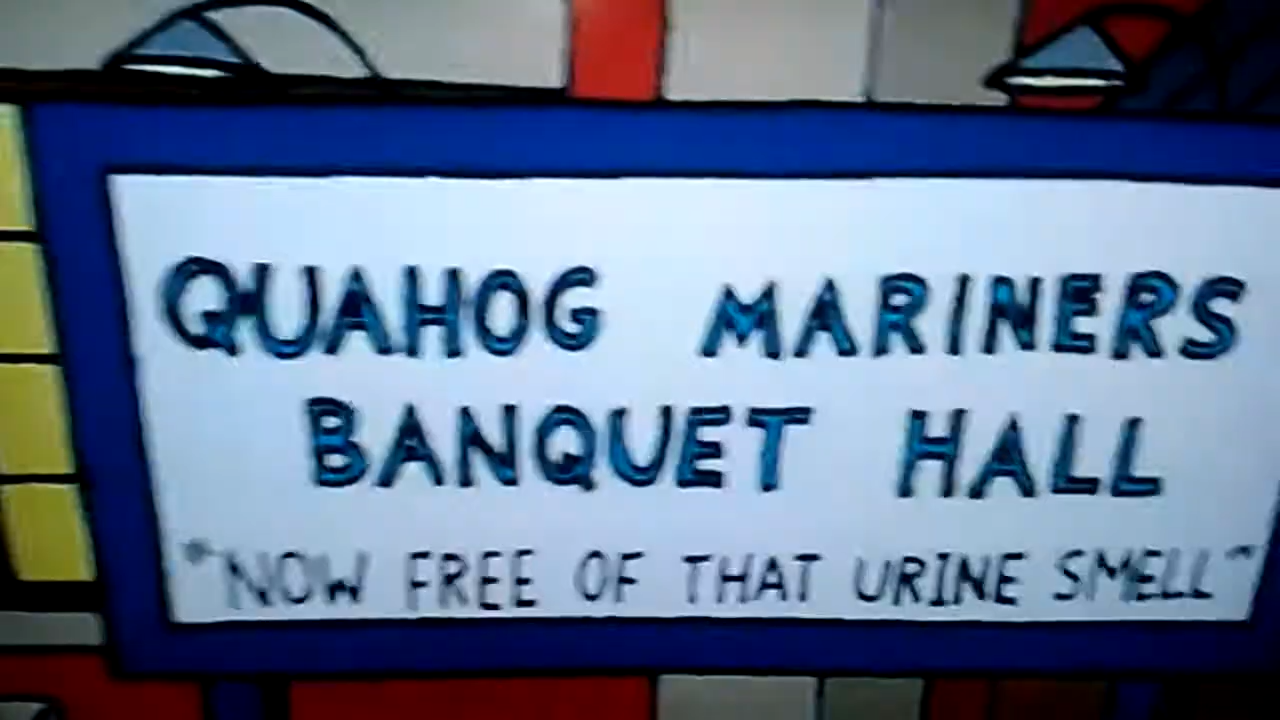 QUAHOG MARINERS
BANQUET HALL
"NOW FREE OF THAT URINE SMELL"